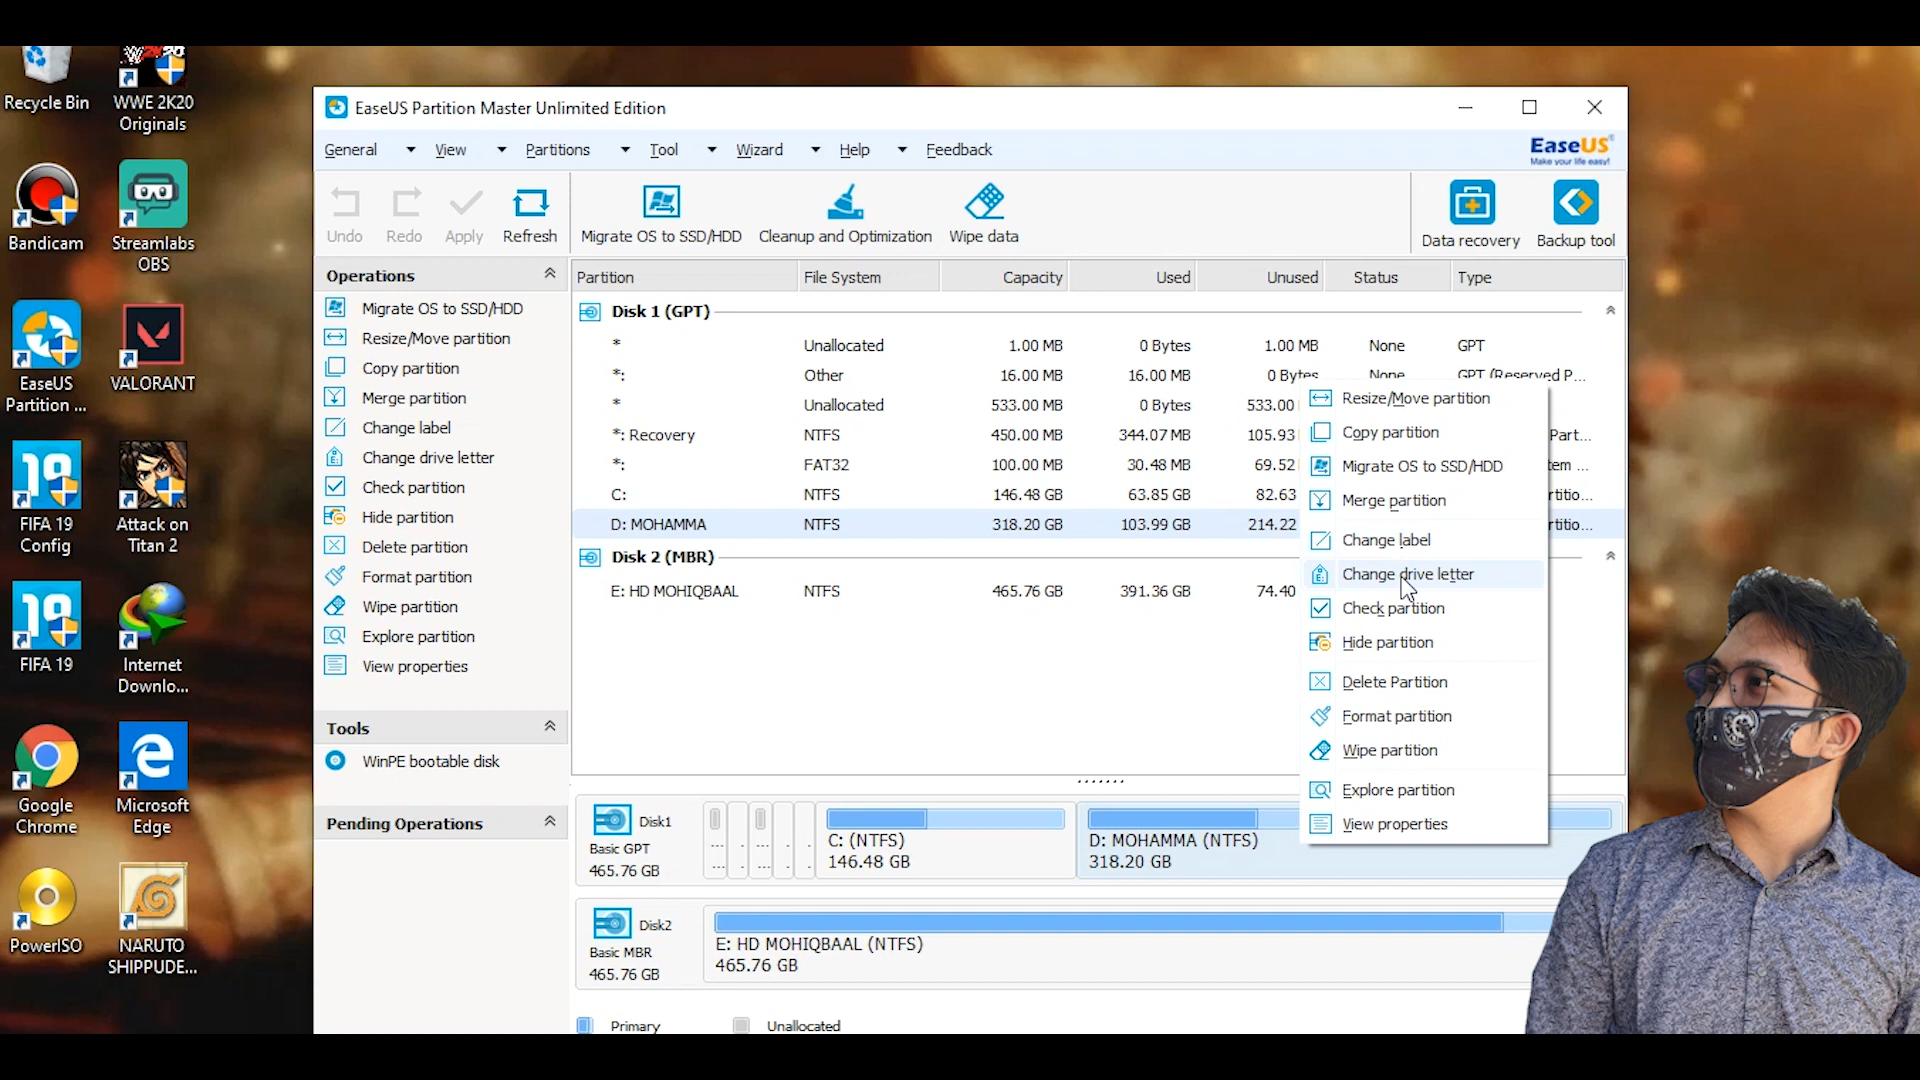 Recycle Bin
WWE 2K20
Originals
Bandicam
Streamlabs
OBS
EaseUS
Partition ...
VALORANT
FIFA 19
Config
Attack on
Titan 2
FIFA 19
Internet
Downlo...
Google
Chrome
Microsoft
Edge
PowerISO
NARUTO
SHIPPUDE...
EaseUS Partition Master Unlimited Edition
General View Partitions Tool Wizard Help Feedback
EaseUS
Make your life easy!
Undo Redo Apply Refresh Migrate OS to SSD/HDD Cleanup and Optimization Wipe data Data recovery Backup tool
Operations
Migrate OS to SSD/HDD
Resize/Move partition
Copy partition
Merge partition
Change label
Change drive letter
Check partition
Hide partition
Delete partition
Format partition
Wipe partition
Explore partition
View properties
Tools
WinPE bootable disk
Pending Operations
Partition File System Capacity Used Unused Status Type
Disk 1 (GPT)
* Unallocated 1.00 MB 0 Bytes 1.00 MB None GPT
*: Other 16.00 MB 16.00 MB 0 Bytes None GPT (Reserved P...
* Unallocated 533.00 MB 0 Bytes 533.00
*: Recovery NTFS 450.00 MB 344.07 MB 105.93 Part...
*: FAT32 100.00 MB 30.48 MB 69.52 tem ...
C: NTFS 146.48 GB 63.85 GB 82.63 rtitio...
D: MOHAMMA NTFS 318.20 GB 103.99 GB 214.22 rtitio...
Disk 2 (MBR)
E: HD MOHIQBAAL NTFS 465.76 GB 391.36 GB 74.40
Resize/Move partition
Copy partition
Migrate OS to SSD/HDD
Merge partition
Change label
Change drive letter
Check partition
Hide partition
Delete Partition
Format partition
Wipe partition
Explore partition
View properties
Disk1
Basic GPT
465.76 GB
C: (NTFS)
146.48 GB
D: MOHAMMA (NTFS)
318.20 GB
Disk2
Basic MBR
465.76 GB
E: HD MOHIQBAAL (NTFS)
465.76 GB
Primary Unallocated